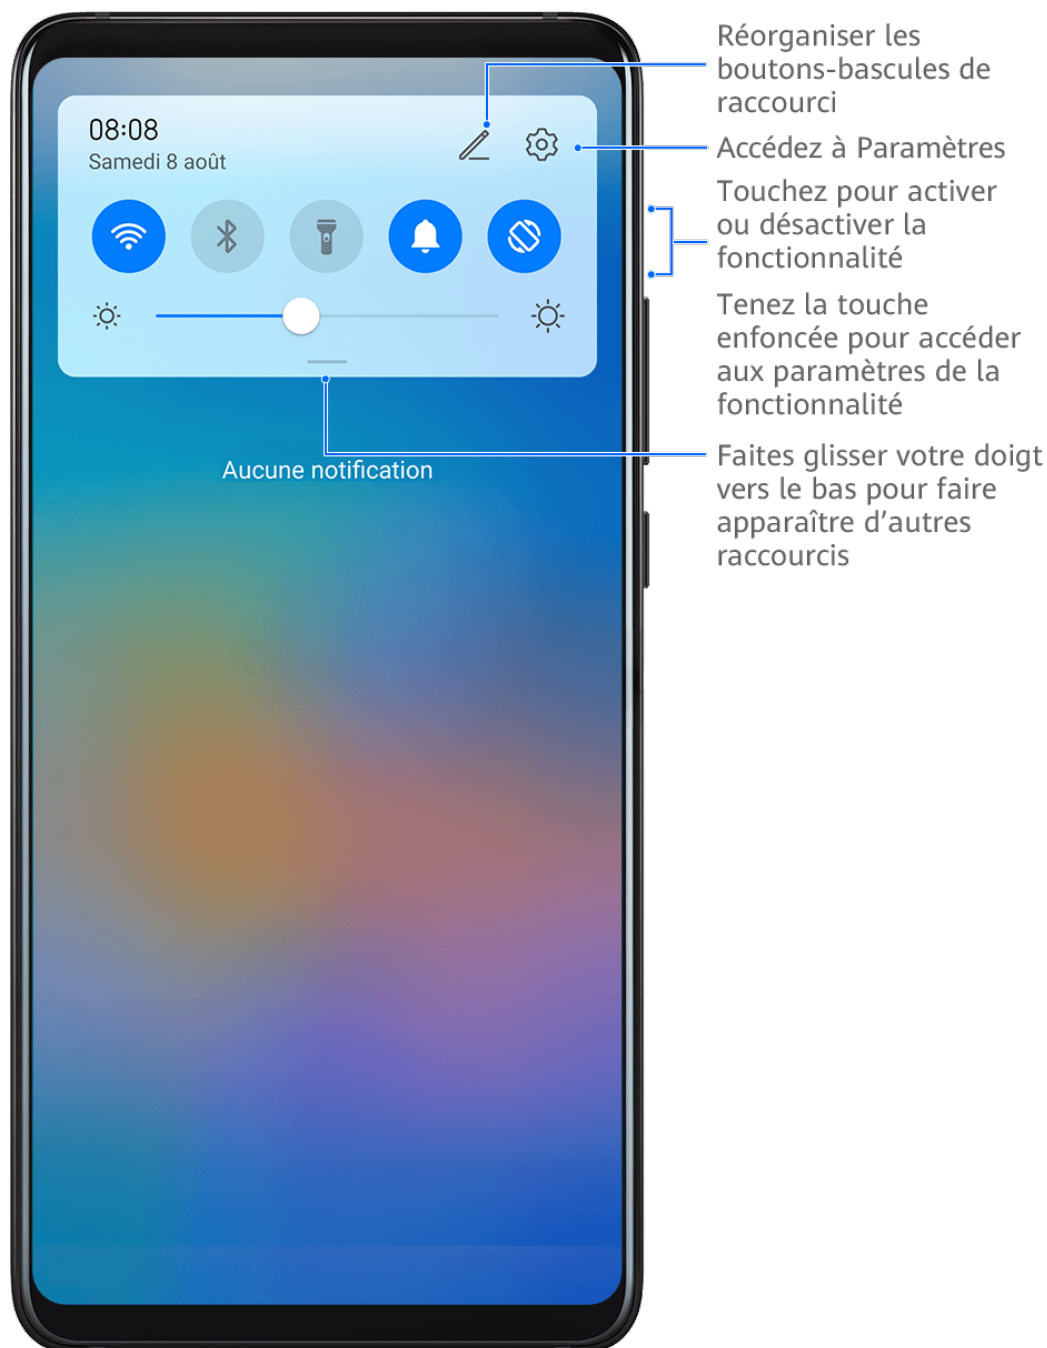 08:08
Samedi 8 août
Aucune notification
Réorganiser les
boutons-bascules de
raccourci
Accédez à Paramètres
Touchez pour activer
ou désactiver la
fonctionnalité
Tenez la touche
enfoncée pour accéder
aux paramètres de la
fonctionnalité
Faites glisser votre doigt
vers le bas pour faire
apparaître d’autres
raccourcis